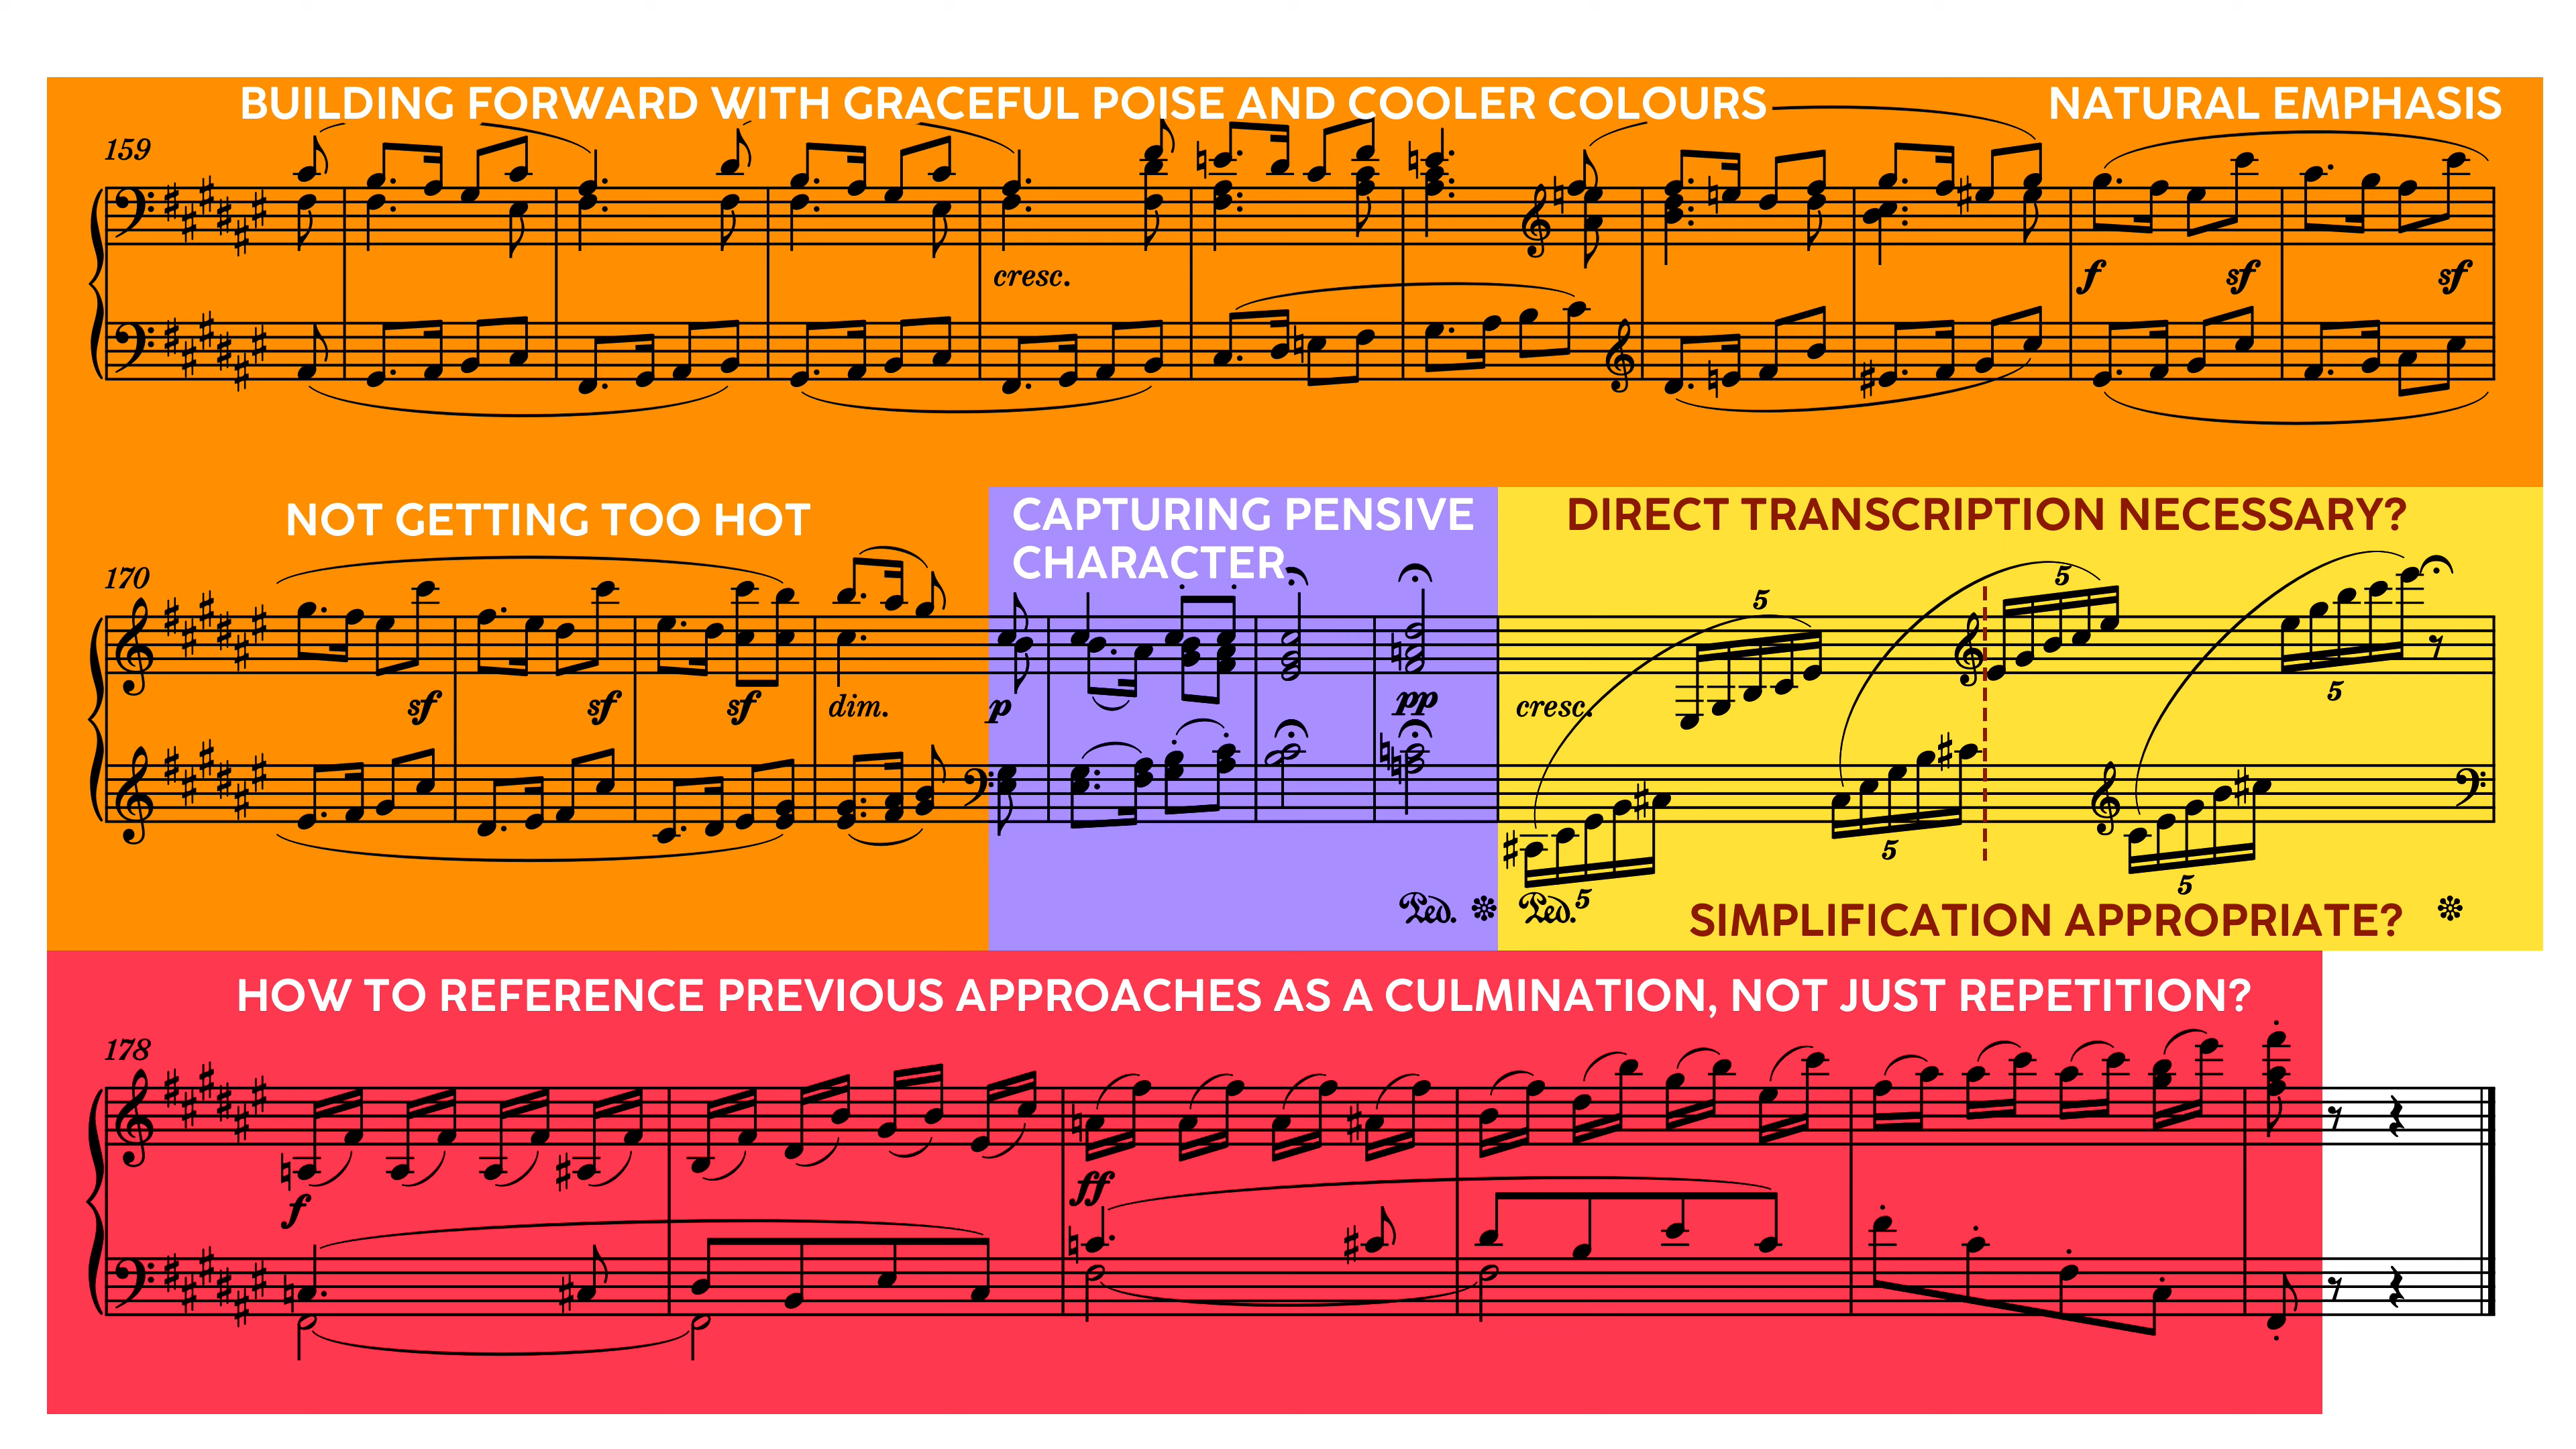 BUILDING FORWARD WITH GRACEFUL POISE AND COOLER COLOURS
NATURAL EMPHASIS
159
cresc.
f sf sf
NOT GETTING TOO HOT
CAPTURING PENSIVE
CHARACTER
DIRECT TRANSCRIPTION NECESSARY?
170
5
5
sf sf sf dim. p pp cresc.
5
5
5
5
Ped. Ped.
SIMPLIFICATION APPROPRIATE?
HOW TO REFERENCE PREVIOUS APPROACHES AS A CULMINATION, NOT JUST REPETITION?
178
f ff